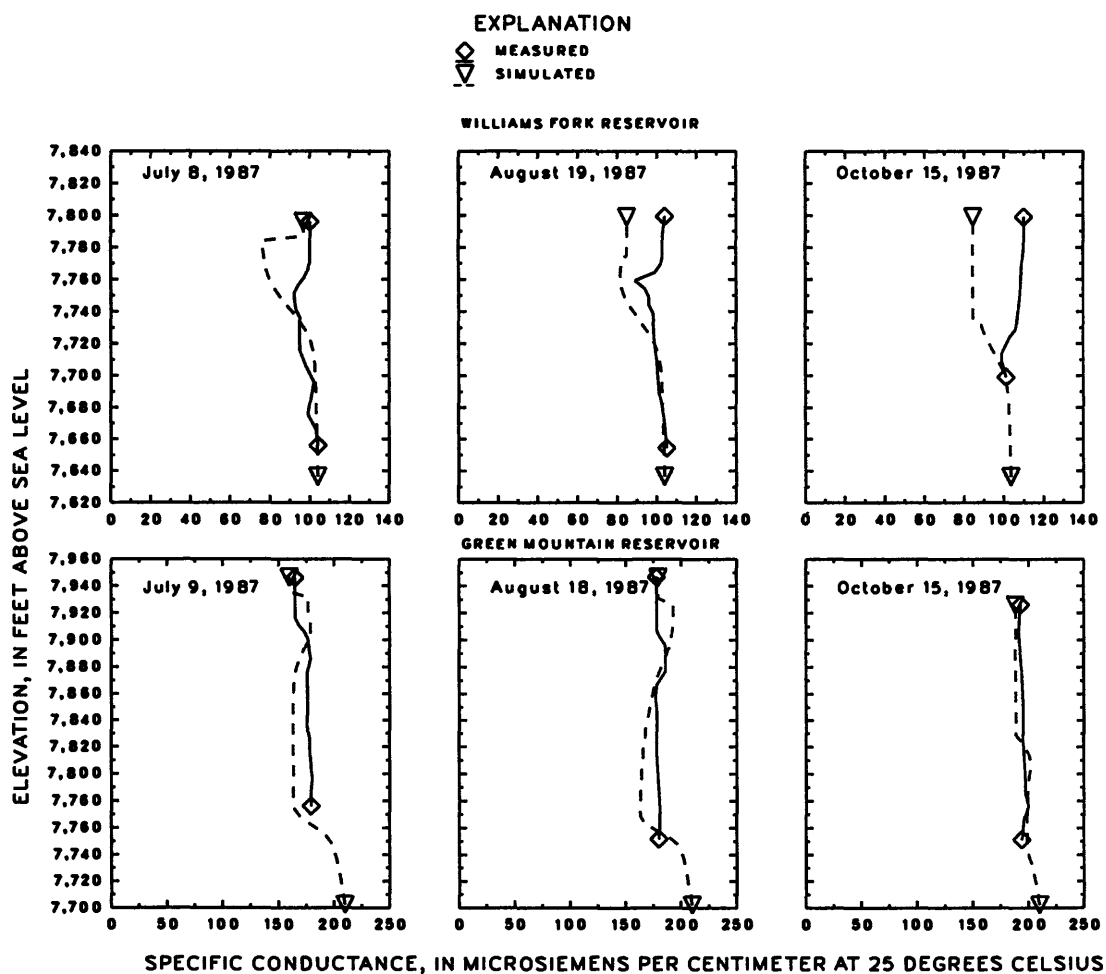 EXPLANATION
MEASURED
SIMULATED
WILLIAMS FORK RESERVOIR
July 8, 1987
August 19, 1987
October 15, 1987
7,840
7,820
7,800
7,780
7,760
7,740
7,720
7,700
7,680
7,660
7,640
7,620
0 20 40 60 80 100 120 140
0 20 40 60 80 100 120 140
0 20 40 60 80 100 120 140
GREEN MOUNTAIN RESERVOIR
July 9, 1987
August 18, 1987
October 15, 1987
7,960
7,940
7,920
7,900
7,880
7,860
7,840
7,820
7,800
7,780
7,760
7,740
7,720
7,700
0 50 100 150 200 250
0 50 100 150 200 250
0 50 100 150 200 250
ELEVATION, IN FEET ABOVE SEA LEVEL
SPECIFIC CONDUCTANCE, IN MICROSIEMENS PER CENTIMETER AT 25 DEGREES CELSIUS